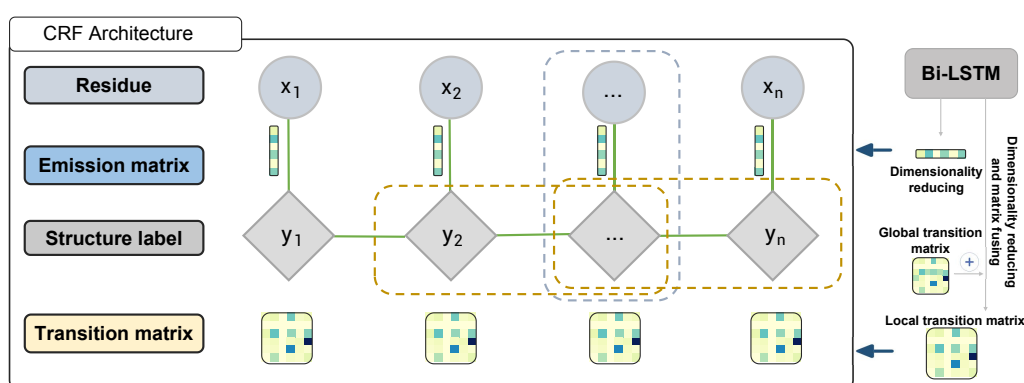 CRF Architecture
Residue
x1
x2
...
xn
Bi-LSTM
Emission matrix
Dimensionality
reducing
Dimensionality reducing
and matrix fusing
Structure label
y1
y2
...
yn
Global transition
matrix
+
Transition matrix
Local transition matrix